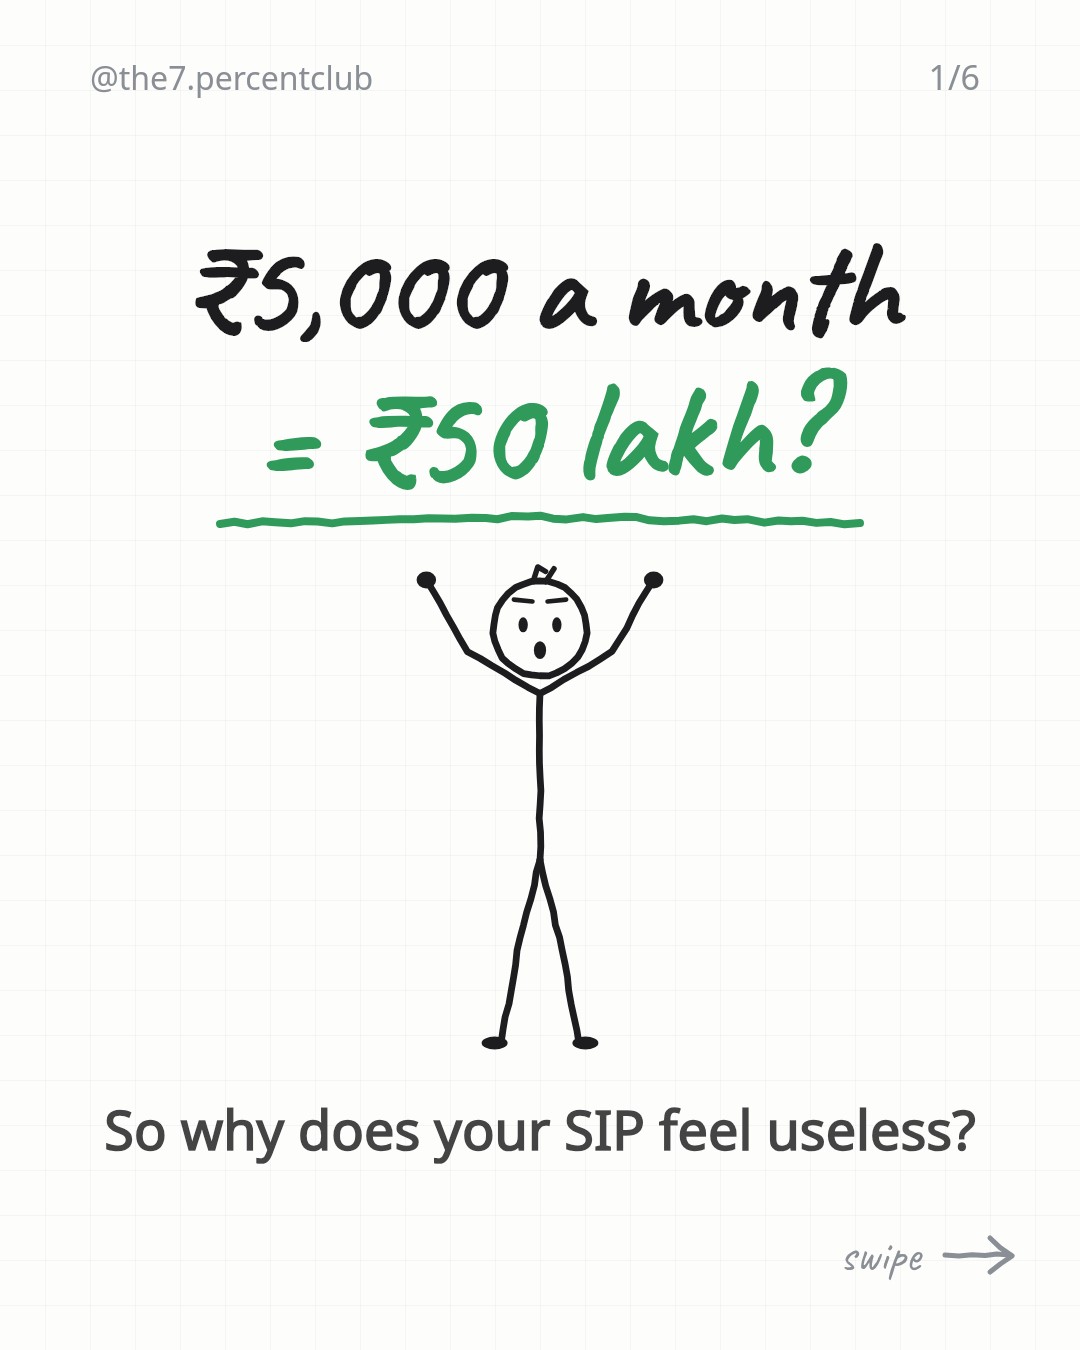 @the7.percentclub
1/6
₹5,000 a month
= ₹50 lakh?
So why does your SIP feel useless?
swipe